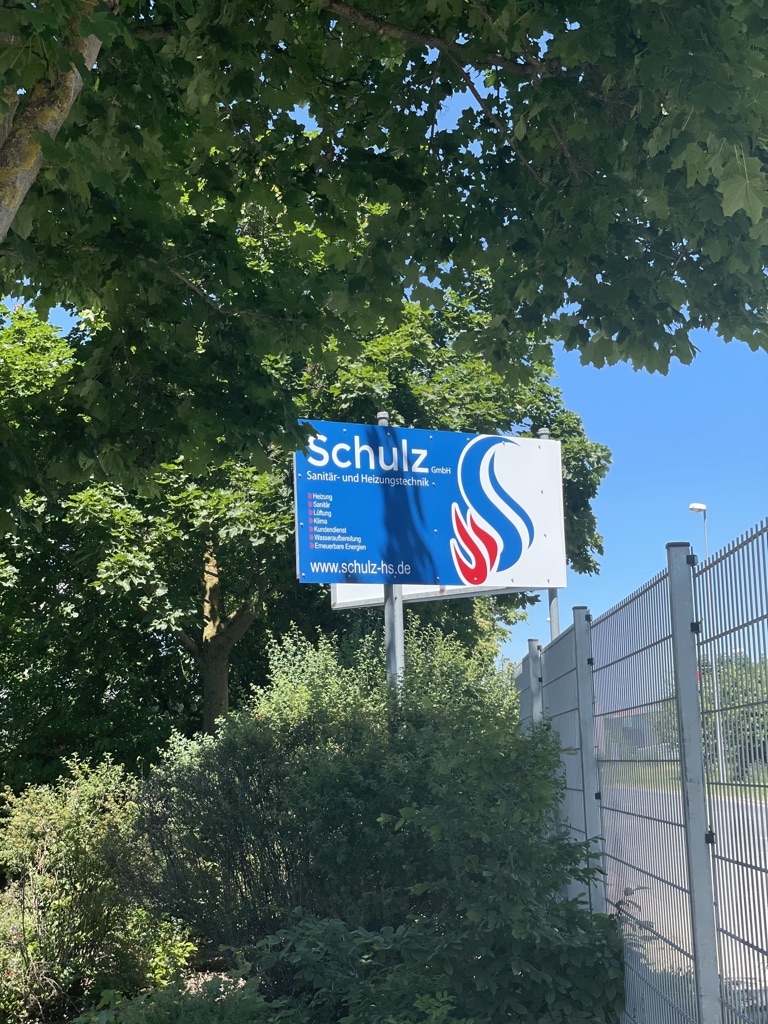 Schulz GmbH
Sanitär- und Heizungstechnik
Heizung
Sanitär
Lüftung
Klima
Kundendienst
Wasseraufbereitung
Erneuerbare Energien
www.schulz-hs.de